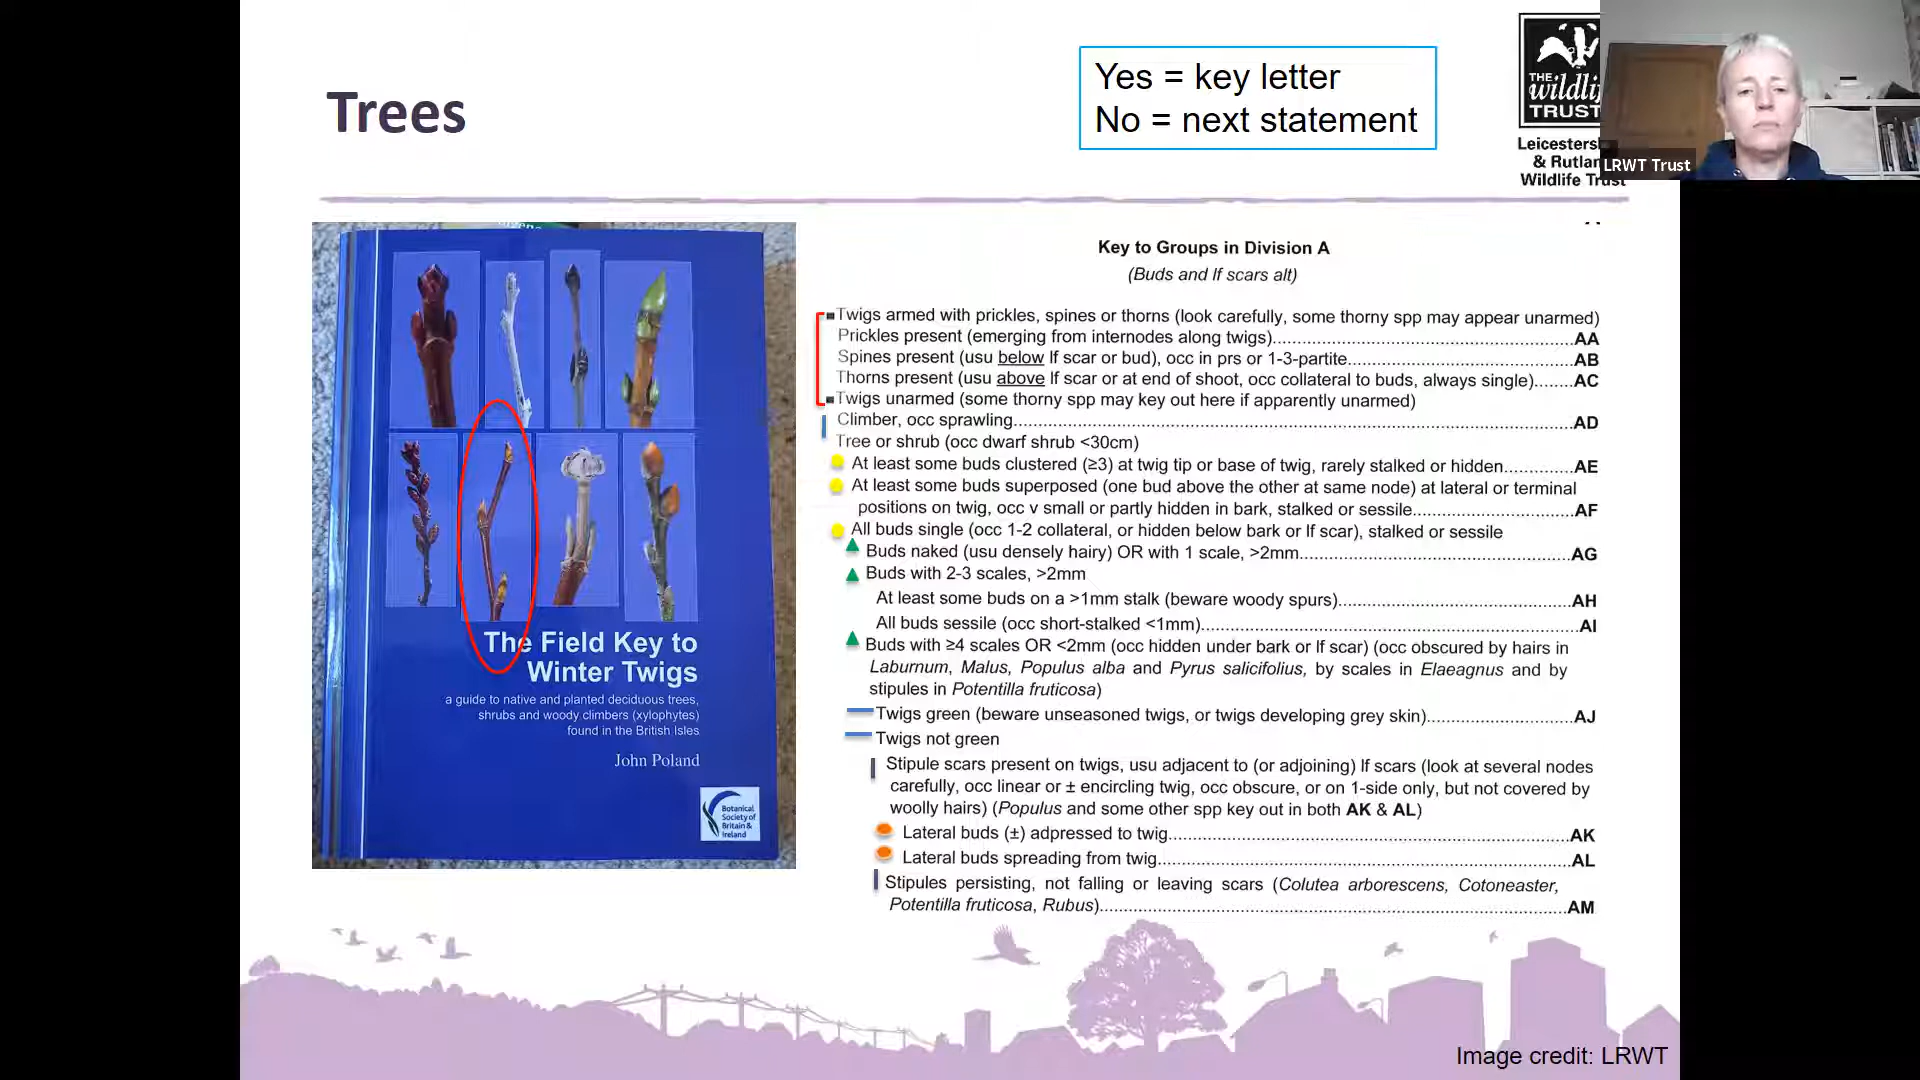 Trees
Yes = key letter
No = next statement
THE
wildli
TRUST
Leicesters
& Rutlan
Wildlife Trust
LRWT Trust
The Field Key to
Winter Twigs
a guide to native and planted deciduous trees,
shrubs and woody climbers (xylophytes)
found in the British Isles
John Poland
Botanical
Society of
Britain &
Ireland
Key to Groups in Division A
(Buds and lf scars alt)
Twigs armed with prickles, spines or thorns (look carefully, some thorny spp may appear unarmed)
Prickles present (emerging from internodes along twigs)..........AA
Spines present (usu below lf scar or bud), occ in prs or 1-3-partite..........AB
Thorns present (usu above lf scar or at end of shoot, occ collateral to buds, always single).......AC
Twigs unarmed (some thorny spp may key out here if apparently unarmed)
Climber, occ sprawling..........AD
Tree or shrub (occ dwarf shrub <30cm)
At least some buds clustered (≥3) at twig tip or base of twig, rarely stalked or hidden..........AE
At least some buds superposed (one bud above the other at same node) at lateral or terminal
positions on twig, occ v small or partly hidden in bark, stalked or sessile..........AF
All buds single (occ 1-2 collateral, or hidden below bark or lf scar), stalked or sessile
Buds naked (usu densely hairy) OR with 1 scale, >2mm..........AG
Buds with 2-3 scales, >2mm
At least some buds on a >1mm stalk (beware woody spurs)..........AH
All buds sessile (occ short-stalked <1mm)..........AI
Buds with ≥4 scales OR <2mm (occ hidden under bark or lf scar) (occ obscured by hairs in
Laburnum, Malus, Populus alba and Pyrus salicifolius, by scales in Elaeagnus and by
stipules in Potentilla fruticosa)
Twigs green (beware unseasoned twigs, or twigs developing grey skin)..........AJ
Twigs not green
Stipule scars present on twigs, usu adjacent to (or adjoining) lf scars (look at several nodes
carefully, occ linear or ± encircling twig, occ obscure, or on 1-side only, but not covered by
woolly hairs) (Populus and some other spp key out in both AK & AL)
Lateral buds (±) adpressed to twig..........AK
Lateral buds spreading from twig..........AL
Stipules persisting, not falling or leaving scars (Colutea arborescens, Cotoneaster,
Potentilla fruticosa, Rubus)..........AM
Image credit: LRWT